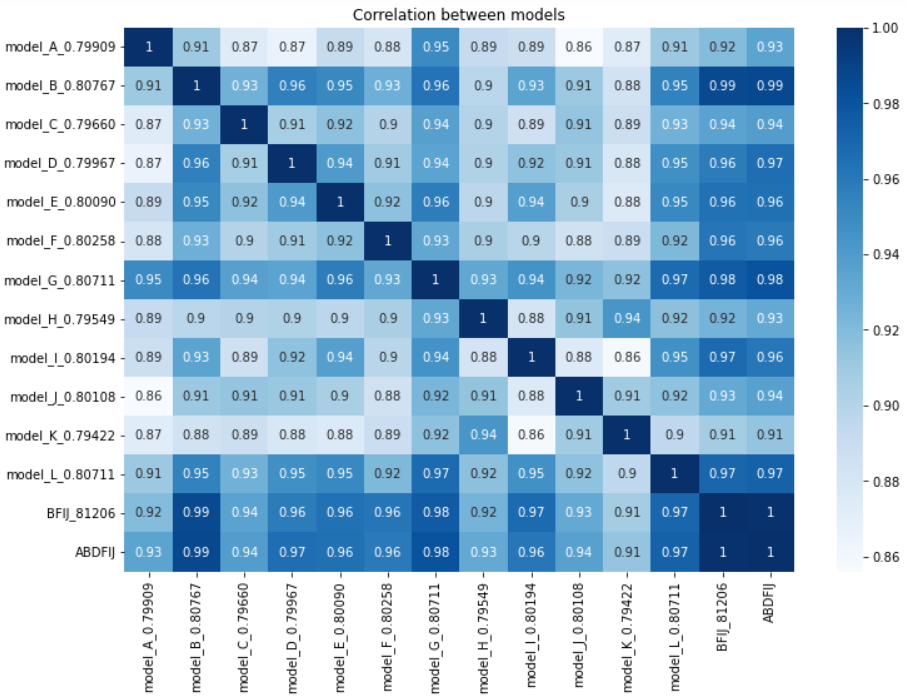 Correlation between models
model_A_0.79909 1 0.91 0.87 0.87 0.89 0.88 0.95 0.89 0.89 0.86 0.87 0.91 0.92 0.93
model_B_0.80767 0.91 1 0.93 0.96 0.95 0.93 0.96 0.9 0.93 0.91 0.88 0.95 0.99 0.99
model_C_0.79660 0.87 0.93 1 0.91 0.92 0.9 0.94 0.9 0.89 0.91 0.89 0.93 0.94 0.94
model_D_0.79967 0.87 0.96 0.91 1 0.94 0.91 0.94 0.9 0.92 0.91 0.88 0.95 0.96 0.97
model_E_0.80090 0.89 0.95 0.92 0.94 1 0.92 0.96 0.9 0.94 0.9 0.88 0.95 0.96 0.96
model_F_0.80258 0.88 0.93 0.9 0.91 0.92 1 0.93 0.9 0.9 0.88 0.89 0.92 0.96 0.96
model_G_0.80711 0.95 0.96 0.94 0.94 0.96 0.93 1 0.93 0.94 0.92 0.92 0.97 0.98 0.98
model_H_0.79549 0.89 0.9 0.9 0.9 0.9 0.9 0.93 1 0.88 0.91 0.94 0.92 0.92 0.93
model_I_0.80194 0.89 0.93 0.89 0.92 0.94 0.9 0.94 0.88 1 0.88 0.86 0.95 0.97 0.96
model_J_0.80108 0.86 0.91 0.91 0.91 0.9 0.88 0.92 0.91 0.88 1 0.91 0.92 0.93 0.94
model_K_0.79422 0.87 0.88 0.89 0.88 0.88 0.89 0.92 0.94 0.86 0.91 1 0.9 0.91 0.91
model_L_0.80711 0.91 0.95 0.93 0.95 0.95 0.92 0.97 0.92 0.95 0.92 0.9 1 0.97 0.97
BFIJ_81206 0.92 0.99 0.94 0.96 0.96 0.96 0.98 0.92 0.97 0.93 0.91 0.97 1 1
ABDFIJ 0.93 0.99 0.94 0.97 0.96 0.96 0.98 0.93 0.96 0.94 0.91 0.97 1 1
model_A_0.79909
model_B_0.80767
model_C_0.79660
model_D_0.79967
model_E_0.80090
model_F_0.80258
model_G_0.80711
model_H_0.79549
model_I_0.80194
model_J_0.80108
model_K_0.79422
model_L_0.80711
BFIJ_81206
ABDFIJ
1.00
0.98
0.96
0.94
0.92
0.90
0.88
0.86